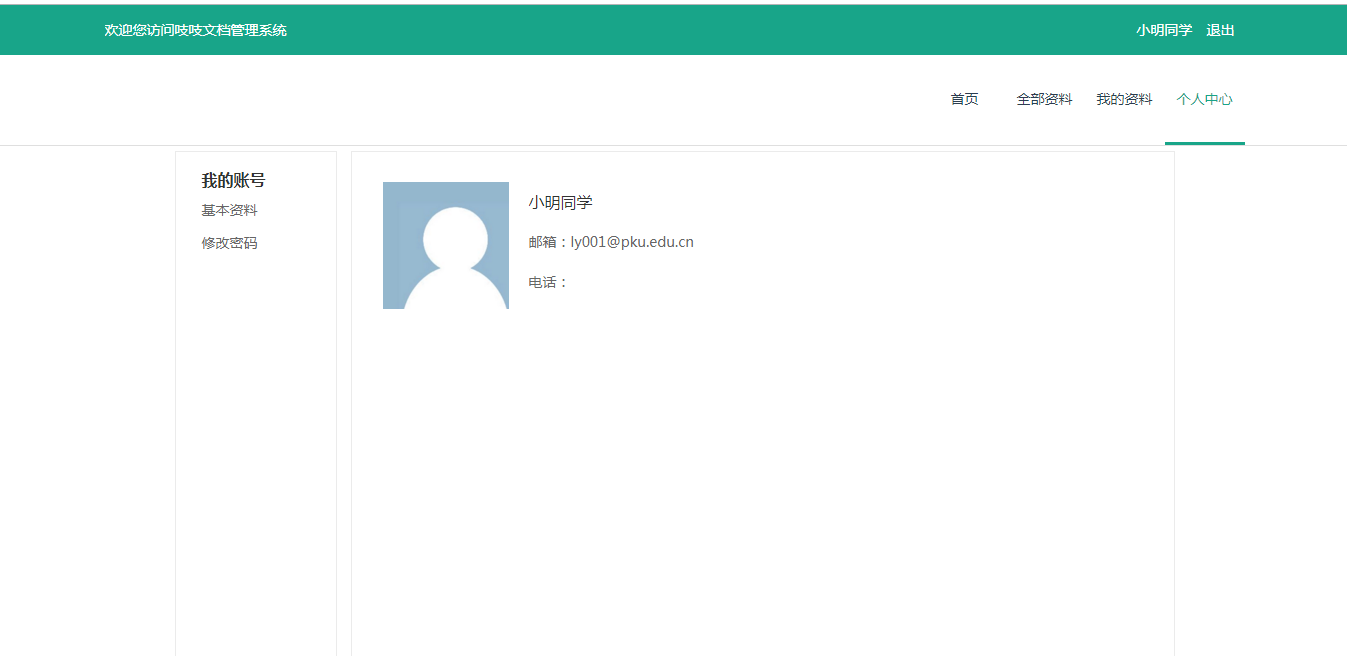 欢迎您访问吱吱文档管理系统 小明同学 退出
首页 全部资料 我的资料 个人中心
我的账号
基本资料
修改密码
小明同学
邮箱：ly001@pku.edu.cn
电话：